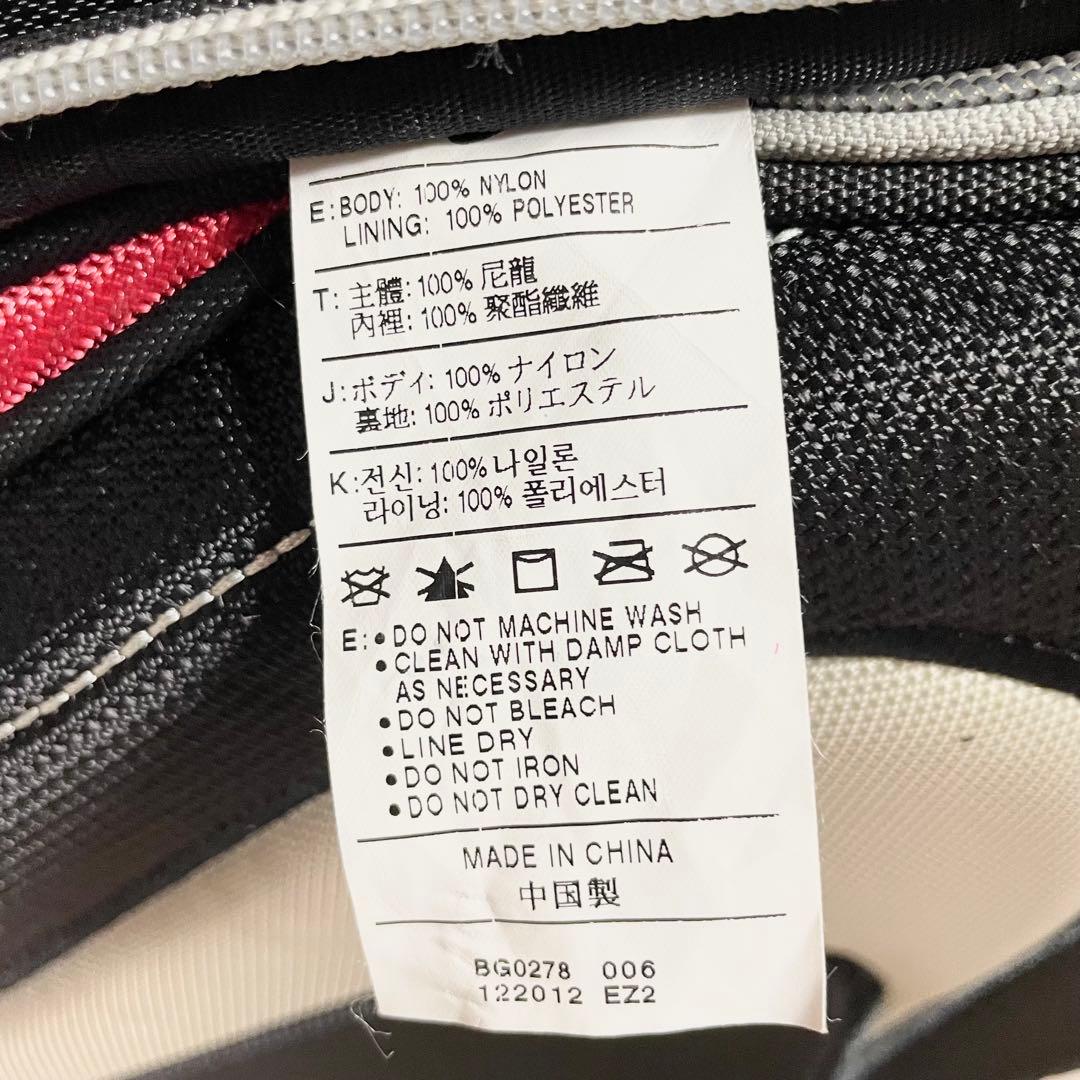 E: BODY: 100% NYLON
LINING: 100% POLYESTER
T: 主體: 100% 尼龍
內裡: 100% 聚酯纖維
J: ボディ: 100% ナイロン
裏地: 100% ポリエステル
K: 전신: 100% 나일론
라이닝: 100% 폴리에스터
E: • DO NOT MACHINE WASH
• CLEAN WITH DAMP CLOTH
AS NECESSARY
• DO NOT BLEACH
• LINE DRY
• DO NOT IRON
• DO NOT DRY CLEAN
MADE IN CHINA
中国製
BG0278 006
122012 EZ2